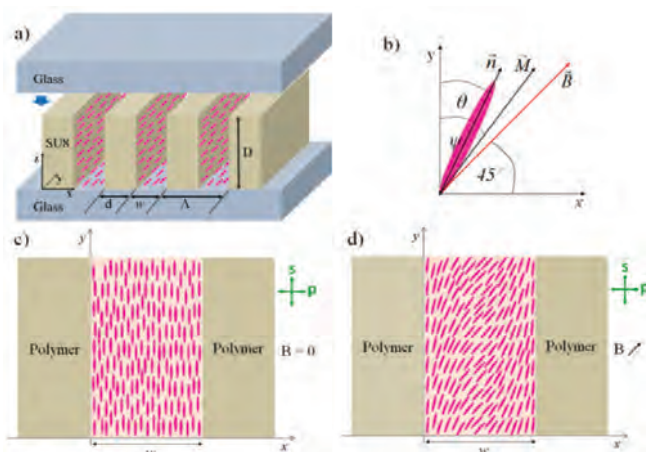 a)
Glass
SU8
D
z
y
x
d
w
Λ
Glass
b)
y
n
M
B
θ
ψ
45
x
c)
y
s
p
Polymer
Polymer
B = 0
w
x
d)
y
s
p
Polymer
Polymer
B
w
x